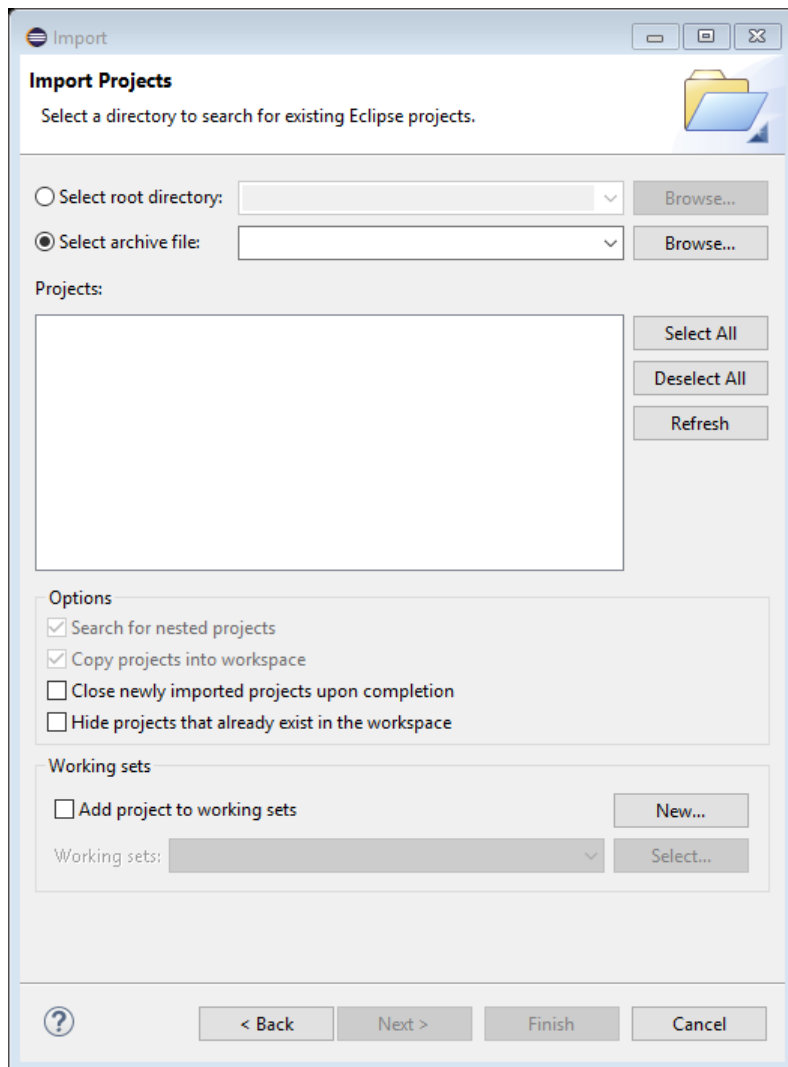 Import
Import Projects
Select a directory to search for existing Eclipse projects.
Select root directory: Browse...
Select archive file: Browse...
Projects:
Select All
Deselect All
Refresh
Options
Search for nested projects
Copy projects into workspace
Close newly imported projects upon completion
Hide projects that already exist in the workspace
Working sets
Add project to working sets New...
Working sets: Select...
? < Back Next > Finish Cancel